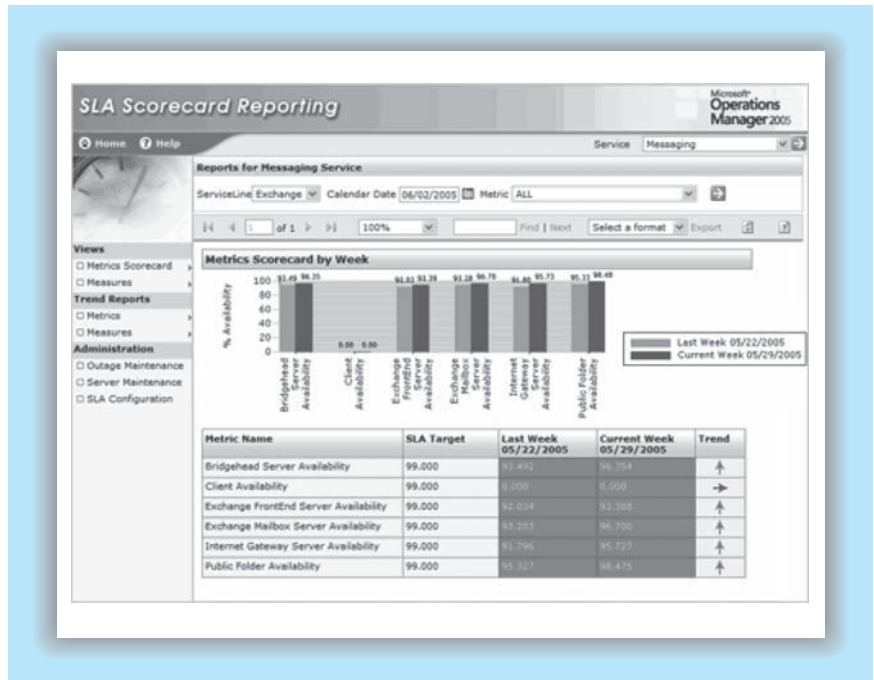 SLA Scorecard Reporting
Microsoft
Operations
Manager 2005
Home Help
Service Messaging
Reports for Messaging Service
ServiceLine Exchange Calendar Date 06/02/2005 Metric ALL
1 of 1 100% Find | Next Select a format Export
Views
Metrics Scorecard
Measures
Trend Reports
Metrics
Measures
Administration
Outage Maintenance
Server Maintenance
SLA Configuration
Metrics Scorecard by Week
% Availability
100
80
60
40
20
0
93.49 96.35
0.00 0.00
93.28 96.70
91.80 95.73
95.33 98.48
Bridgehead Server Availability
Client Availability
Exchange FrontEnd Server Availability
Exchange Mailbox Server Availability
Internet Gateway Server Availability
Public Folder Availability
Last Week 05/22/2005
Current Week 05/29/2005
Metric Name SLA Target Last Week 05/22/2005 Current Week 05/29/2005 Trend
Bridgehead Server Availability 99.000 93.492 96.354
Client Availability 99.000 0.000 0.000
Exchange FrontEnd Server Availability 99.000
Exchange Mailbox Server Availability 99.000 93.283 96.700
Internet Gateway Server Availability 99.000 91.796 95.727
Public Folder Availability 99.000 95.327 98.475